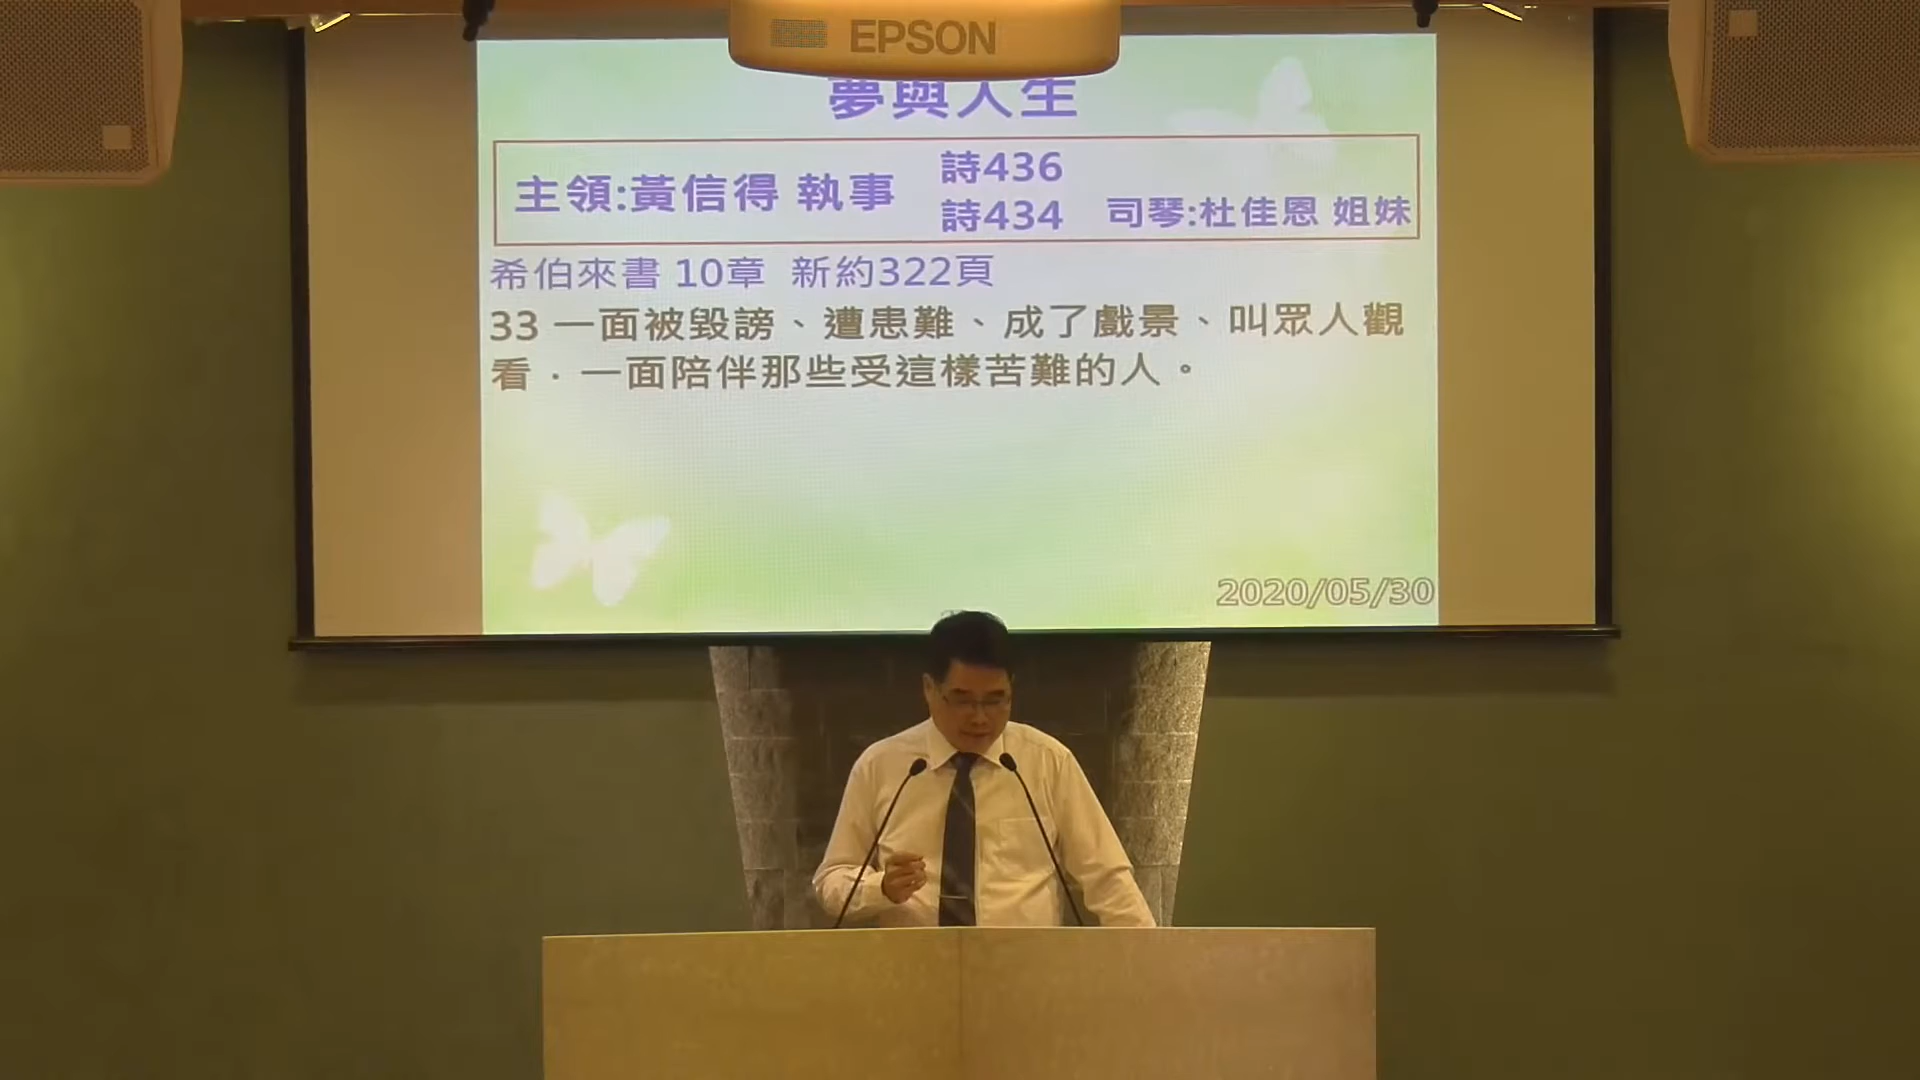 EPSON
夢與人生
主領:黃信得 執事
詩436
詩434
司琴:杜佳恩 姐妹
希伯來書 10章 新約322頁
33 一面被毀謗、遭患難、成了戲景、叫眾人觀
看．一面陪伴那些受這樣苦難的人。
2020/05/30